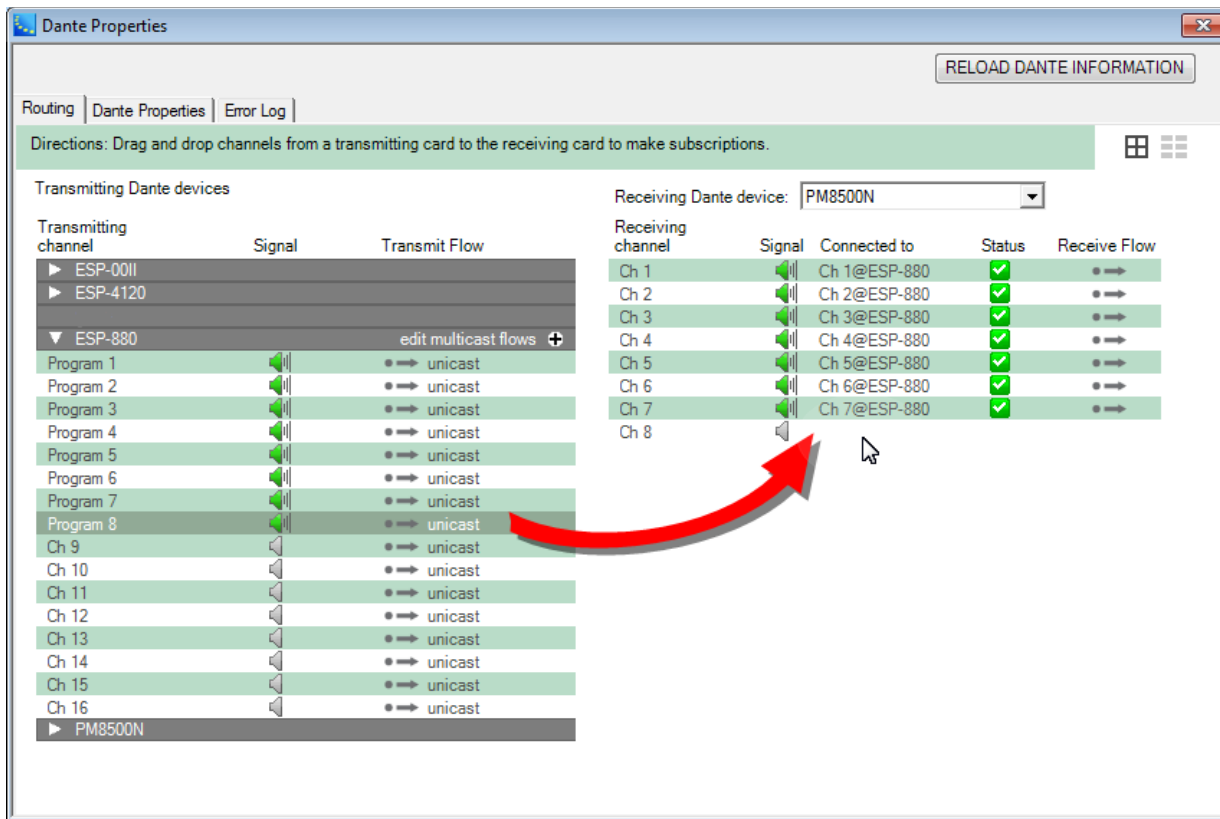 Dante Properties
RELOAD DANTE INFORMATION
Routing Dante Properties Error Log
Directions: Drag and drop channels from a transmitting card to the receiving card to make subscriptions.
Transmitting Dante devices
Transmitting channel Signal Transmit Flow
ESP-00II
ESP-4120
ESP-880 edit multicast flows
Program 1 unicast
Program 2 unicast
Program 3 unicast
Program 4 unicast
Program 5 unicast
Program 6 unicast
Program 7 unicast
Program 8 unicast
Ch 9 unicast
Ch 10 unicast
Ch 11 unicast
Ch 12 unicast
Ch 13 unicast
Ch 14 unicast
Ch 15 unicast
Ch 16 unicast
PM8500N
Receiving Dante device: PM8500N
Receiving channel Signal Connected to Status Receive Flow
Ch 1 Ch 1@ESP-880
Ch 2 Ch 2@ESP-880
Ch 3 Ch 3@ESP-880
Ch 4 Ch 4@ESP-880
Ch 5 Ch 5@ESP-880
Ch 6 Ch 6@ESP-880
Ch 7 Ch 7@ESP-880
Ch 8